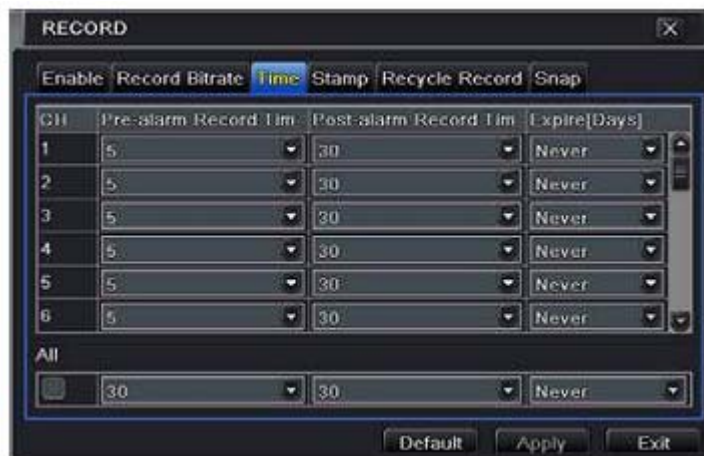 RECORD
Enable Record Bitrate Time Stamp Recycle Record Snap
CH Pre-alarm Record Tim Post-alarm Record Tim Expire[Days]
1 5 30 Never
2 5 30 Never
3 5 30 Never
4 5 30 Never
5 5 30 Never
6 5 30 Never
All
30 30 Never
Default Apply Exit